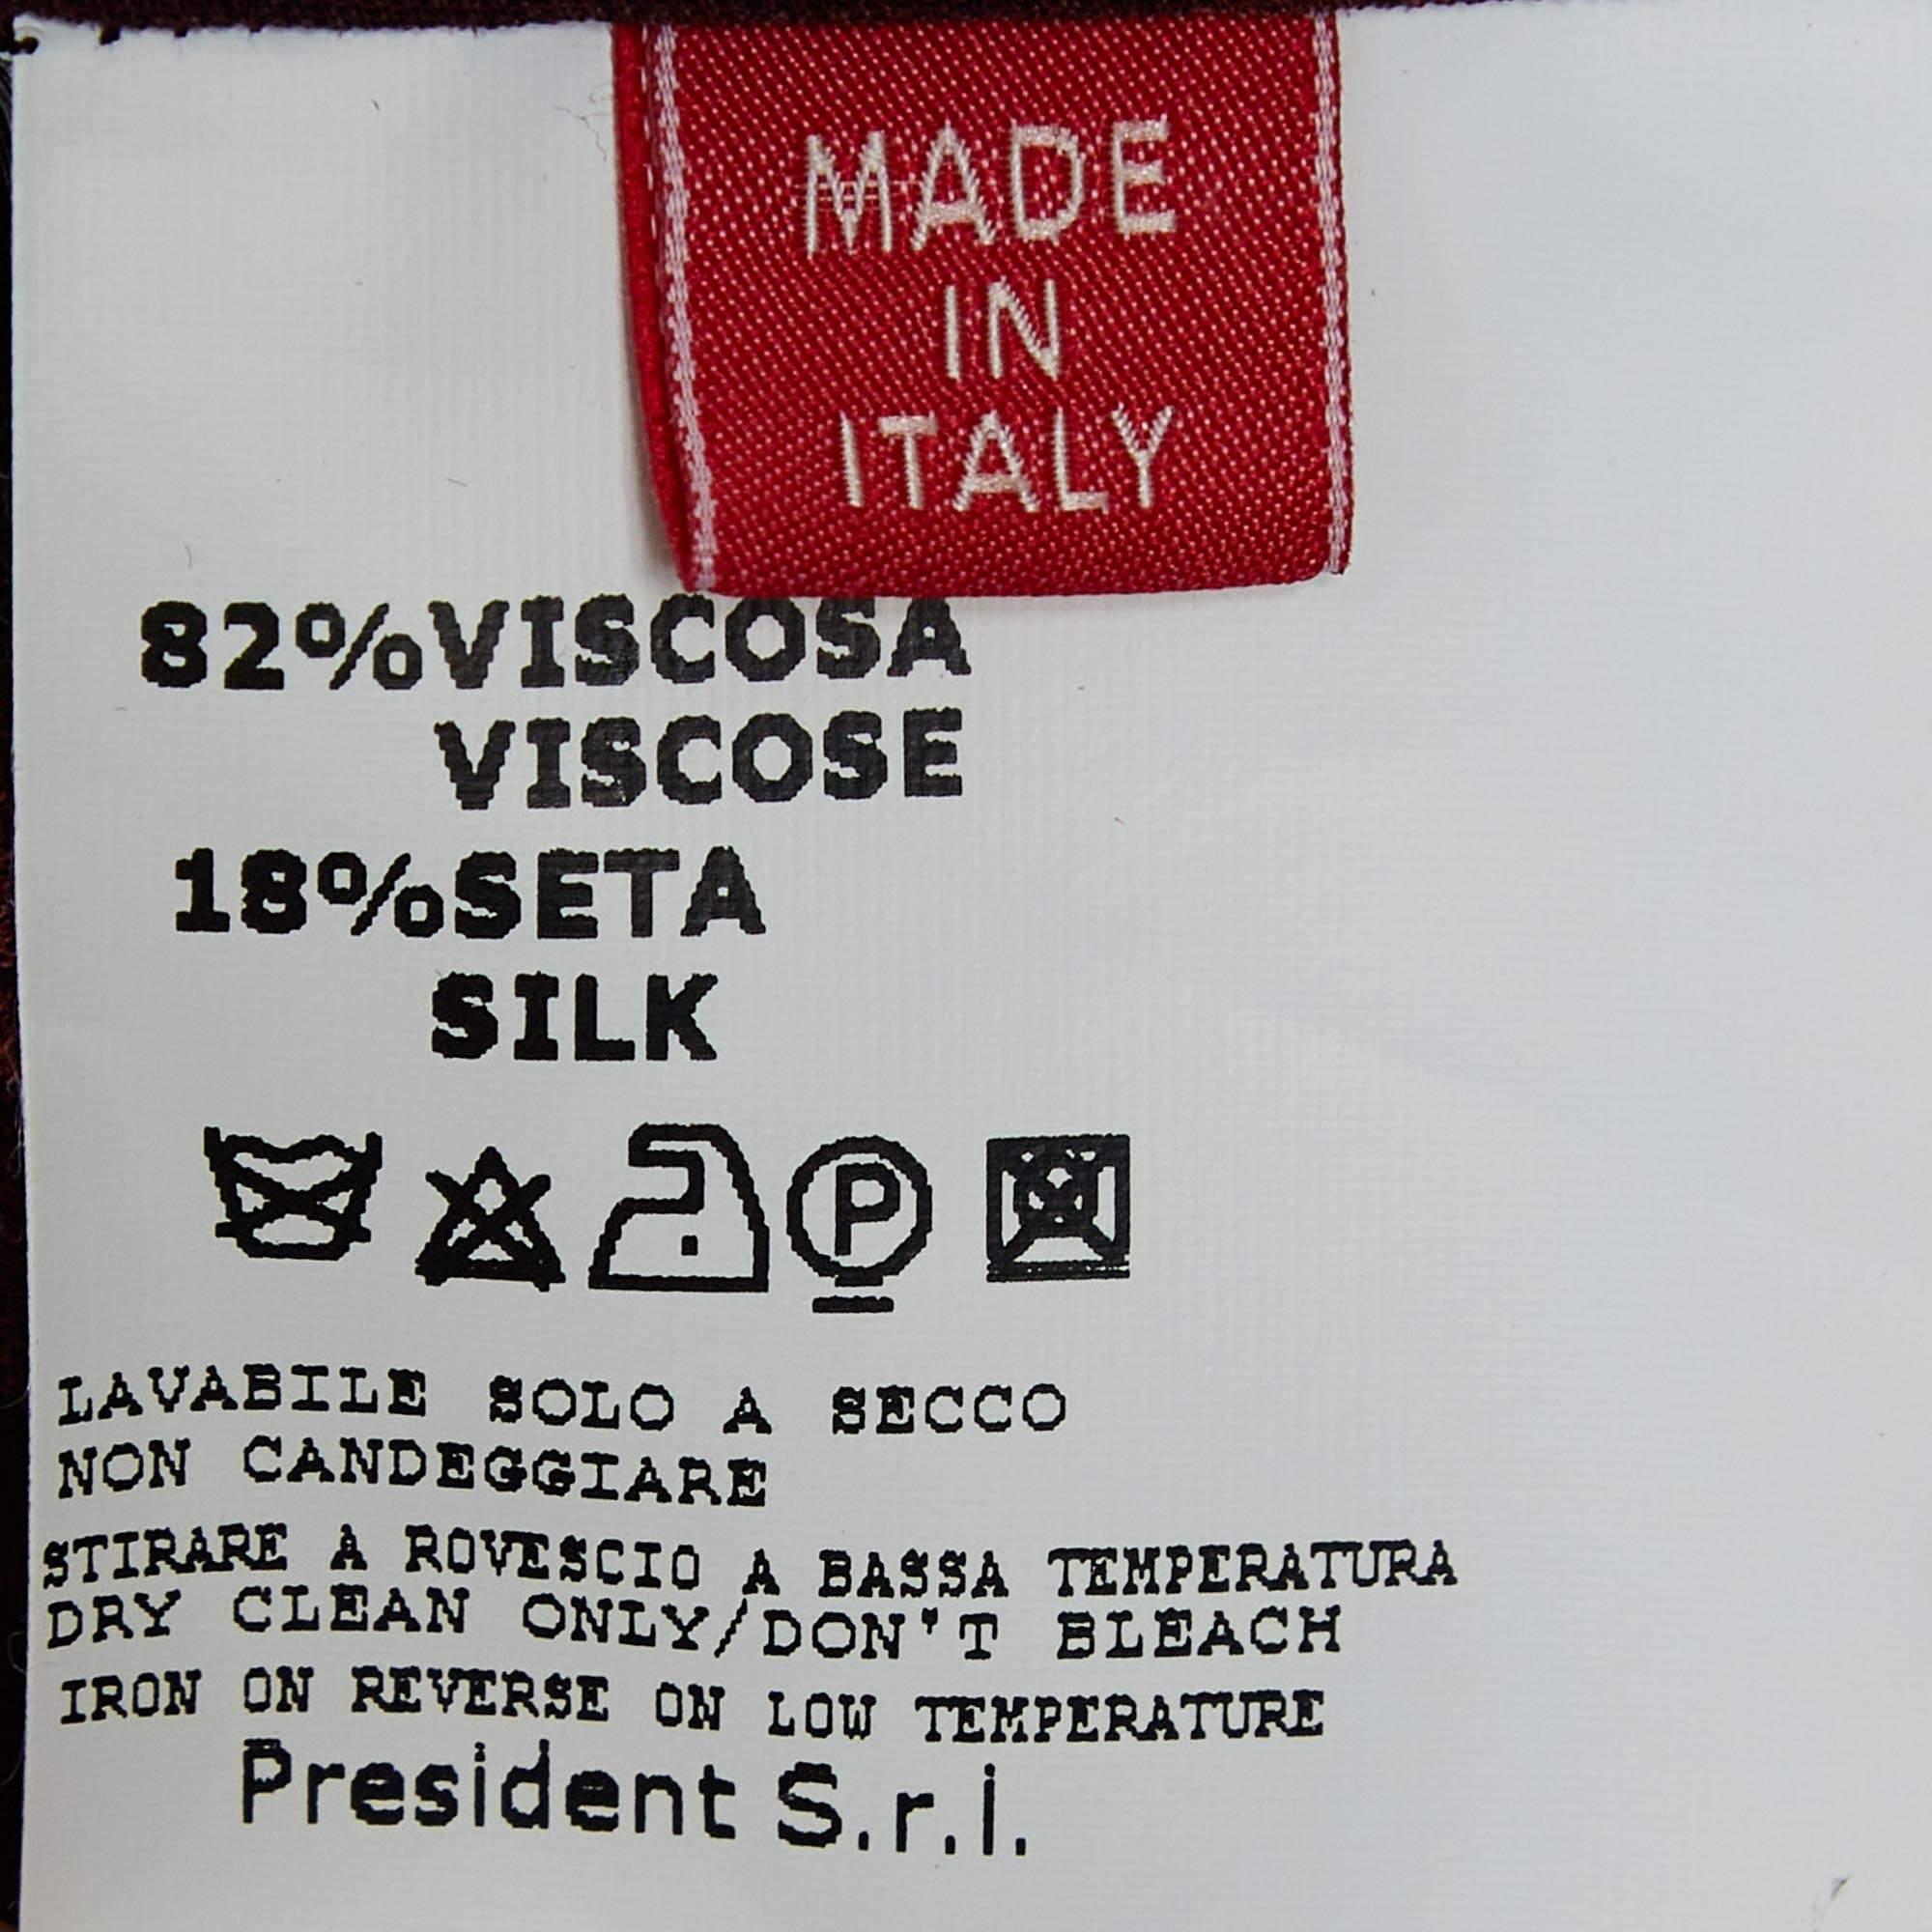 MADE
IN
ITALY
82%VISCOSA
VISCOSE
18%SETA
SILK
P
LAVABILE SOLO A SECCO
NON CANDEGGIARE
STIRARE A ROVESCIO A BASSA TEMPERATURA
DRY CLEAN ONLY/DON'T BLEACH
IRON ON REVERSE ON LOW TEMPERATURE
President S.r.l.